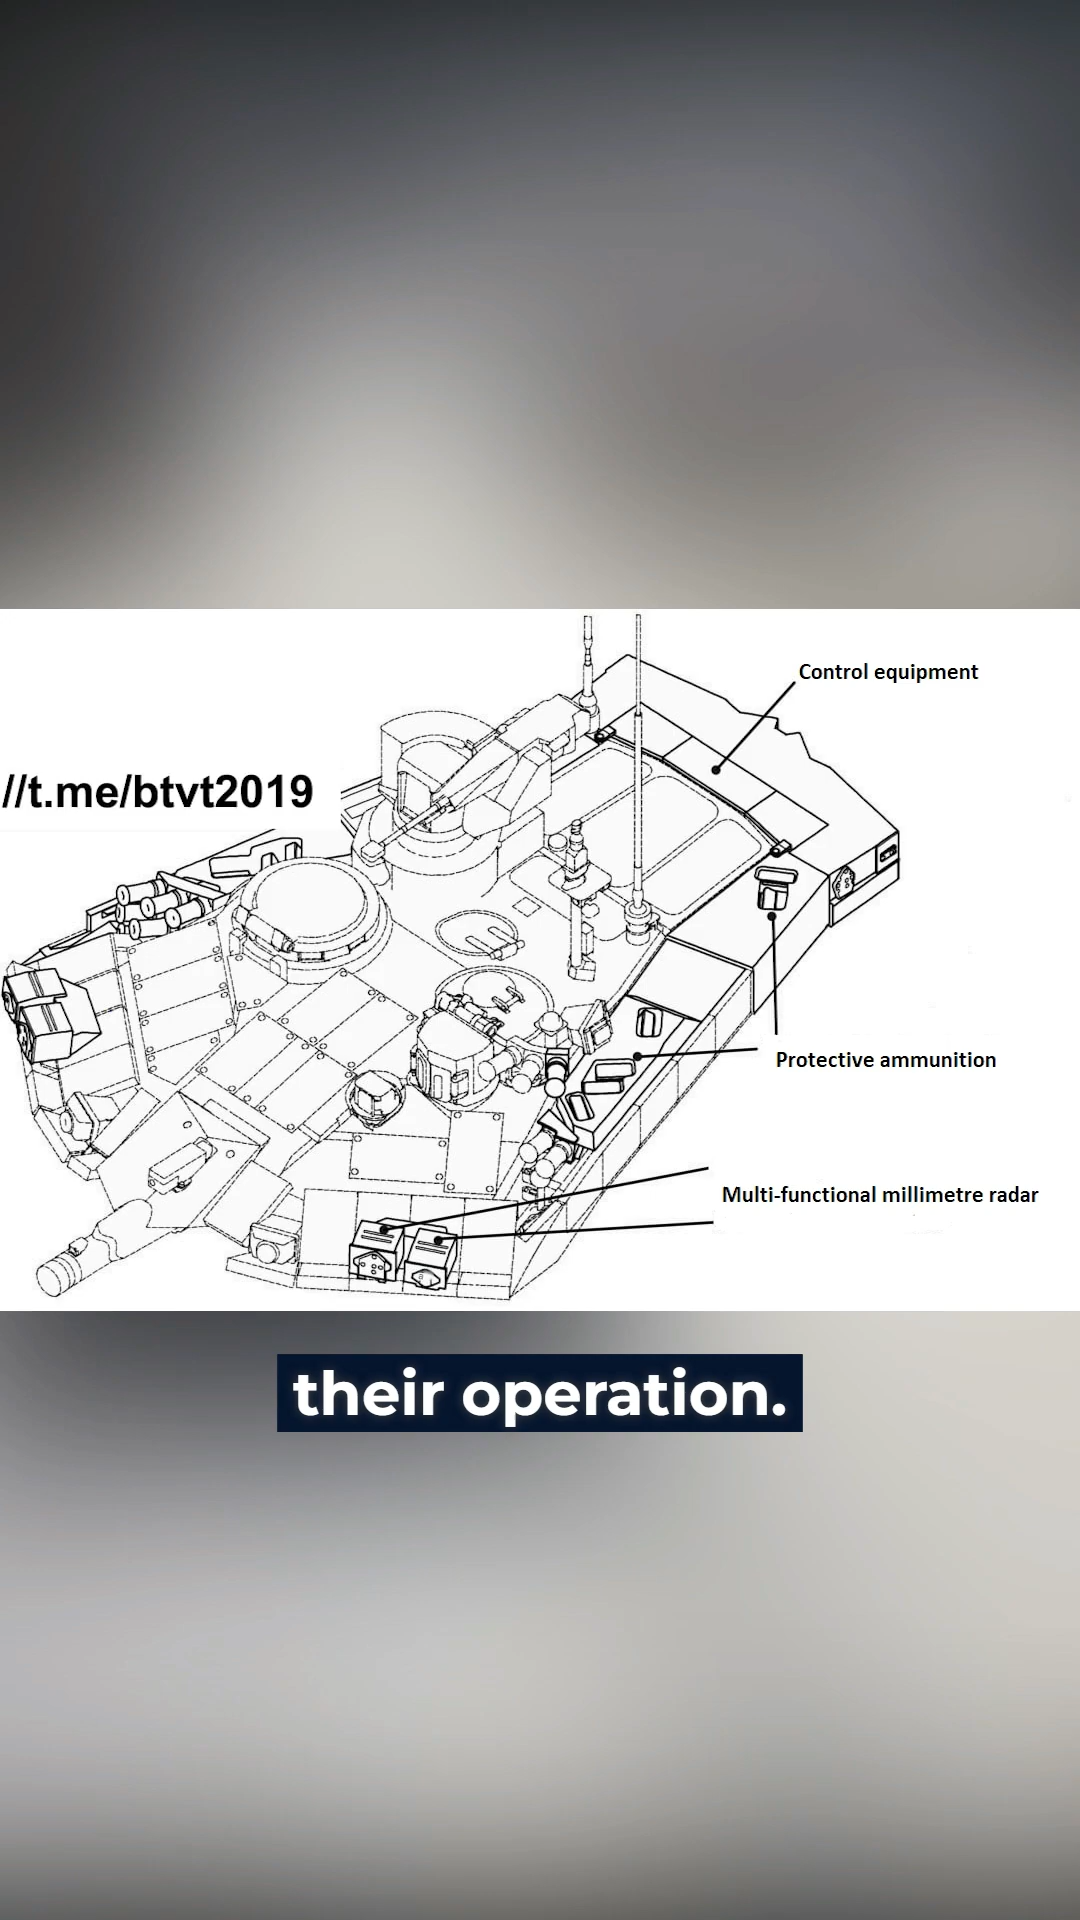 Control equipment
//t.me/btvt2019
Protective ammunition
Multi-functional millimetre radar
their operation.